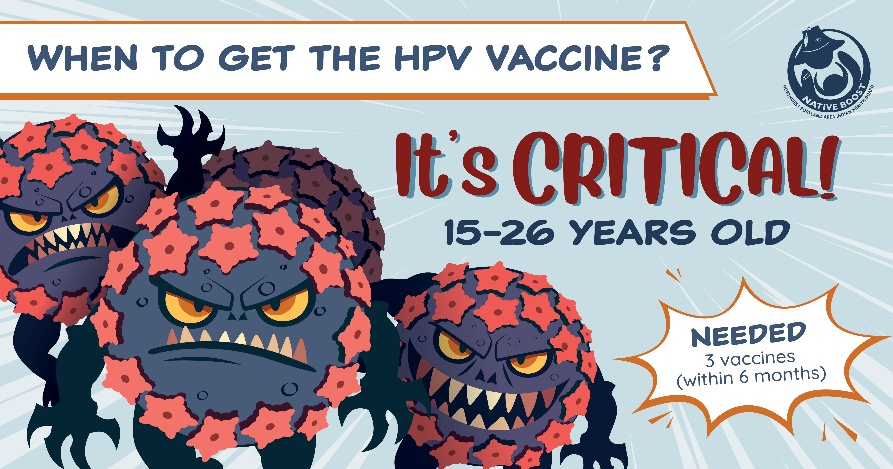 WHEN TO GET THE HPV VACCINE?
NATIVE BOOST
It's CRITICAL!
15-26 YEARS OLD
NEEDED
3 vaccines
(within 6 months)